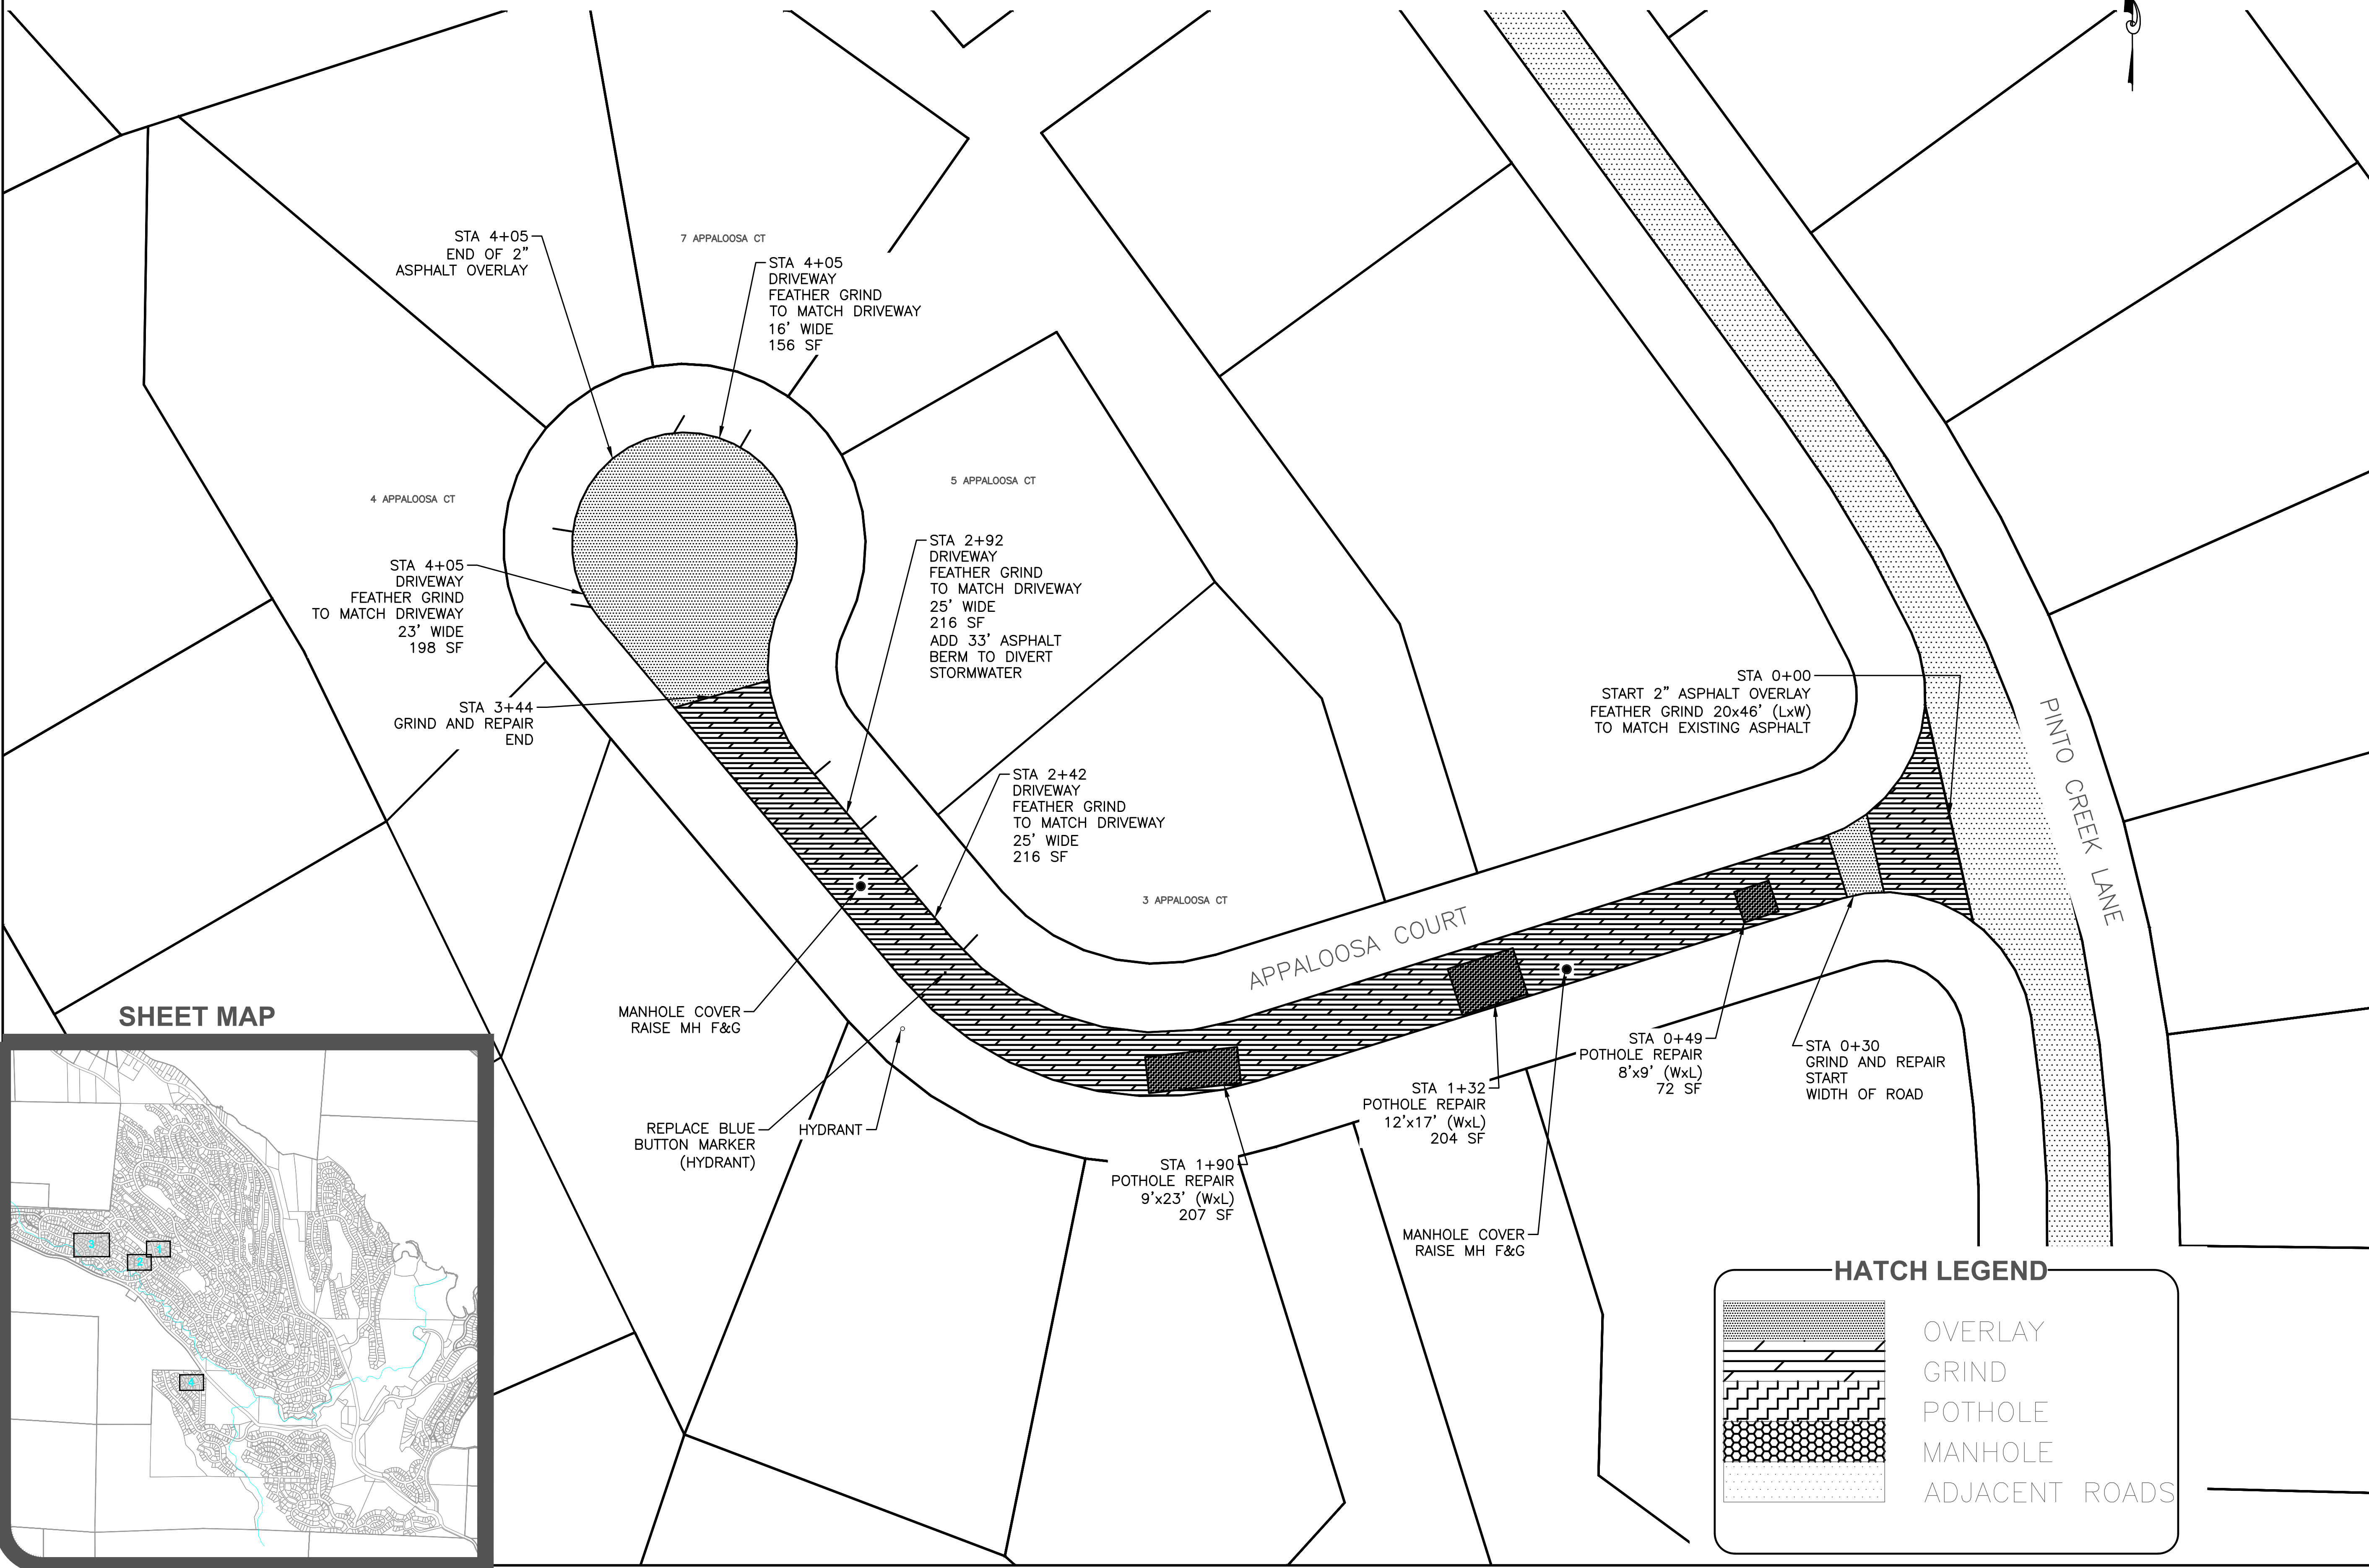 7 APPALOOSA CT
STA 4+05
END OF 2”
ASPHALT OVERLAY
STA 4+05
DRIVEWAY
FEATHER GRIND
TO MATCH DRIVEWAY
16' WIDE
156 SF
4 APPALOOSA CT
5 APPALOOSA CT
STA 4+05
DRIVEWAY
FEATHER GRIND
TO MATCH DRIVEWAY
23' WIDE
198 SF
STA 2+92
DRIVEWAY
FEATHER GRIND
TO MATCH DRIVEWAY
25' WIDE
216 SF
ADD 33' ASPHALT
BERM TO DIVERT
STORMWATER
STA 3+44
GRIND AND REPAIR
END
STA 0+00
START 2” ASPHALT OVERLAY
FEATHER GRIND 20x46' (LxW)
TO MATCH EXISTING ASPHALT
PINTO CREEK LANE
STA 2+42
DRIVEWAY
FEATHER GRIND
TO MATCH DRIVEWAY
25' WIDE
216 SF
3 APPALOOSA CT
APPALOOSA COURT
MANHOLE COVER
RAISE MH F&G
REPLACE BLUE
BUTTON MARKER
(HYDRANT)
HYDRANT
STA 1+90
POTHOLE REPAIR
9'x23' (WxL)
207 SF
STA 1+32
POTHOLE REPAIR
12'x17' (WxL)
204 SF
STA 0+49
POTHOLE REPAIR
8'x9' (WxL)
72 SF
STA 0+30
GRIND AND REPAIR
START
WIDTH OF ROAD
MANHOLE COVER
RAISE MH F&G
SHEET MAP
3
1
2
4
HATCH LEGEND
OVERLAY
GRIND
POTHOLE
MANHOLE
ADJACENT ROADS